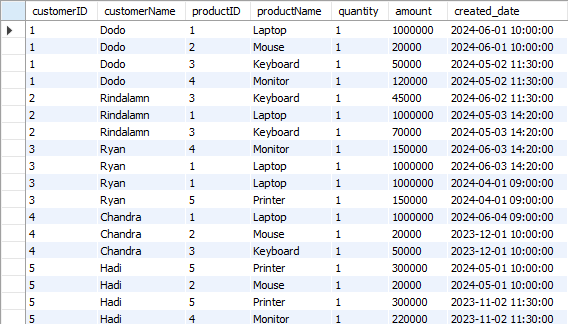 customerID customerName productID productName quantity amount created_date
1 Dodo 1 Laptop 1 1000000 2024-06-01 10:00:00
1 Dodo 2 Mouse 1 20000 2024-06-01 10:00:00
1 Dodo 3 Keyboard 1 50000 2024-05-02 11:30:00
1 Dodo 4 Monitor 1 120000 2024-05-02 11:30:00
2 Rindalamn 3 Keyboard 1 45000 2024-06-02 11:30:00
2 Rindalamn 1 Laptop 1 1000000 2024-05-03 14:20:00
2 Rindalamn 3 Keyboard 1 70000 2024-05-03 14:20:00
3 Ryan 4 Monitor 1 150000 2024-06-03 14:20:00
3 Ryan 1 Laptop 1 1000000 2024-06-03 14:20:00
3 Ryan 1 Laptop 1 1000000 2024-04-01 09:00:00
3 Ryan 5 Printer 1 150000 2024-04-01 09:00:00
4 Chandra 1 Laptop 1 1000000 2024-06-04 09:00:00
4 Chandra 2 Mouse 1 20000 2023-12-01 10:00:00
4 Chandra 3 Keyboard 1 50000 2023-12-01 10:00:00
5 Hadi 5 Printer 1 300000 2024-05-01 10:00:00
5 Hadi 2 Mouse 1 20000 2024-05-01 10:00:00
5 Hadi 5 Printer 1 300000 2023-11-02 11:30:00
5 Hadi 4 Monitor 1 220000 2023-11-02 11:30:00